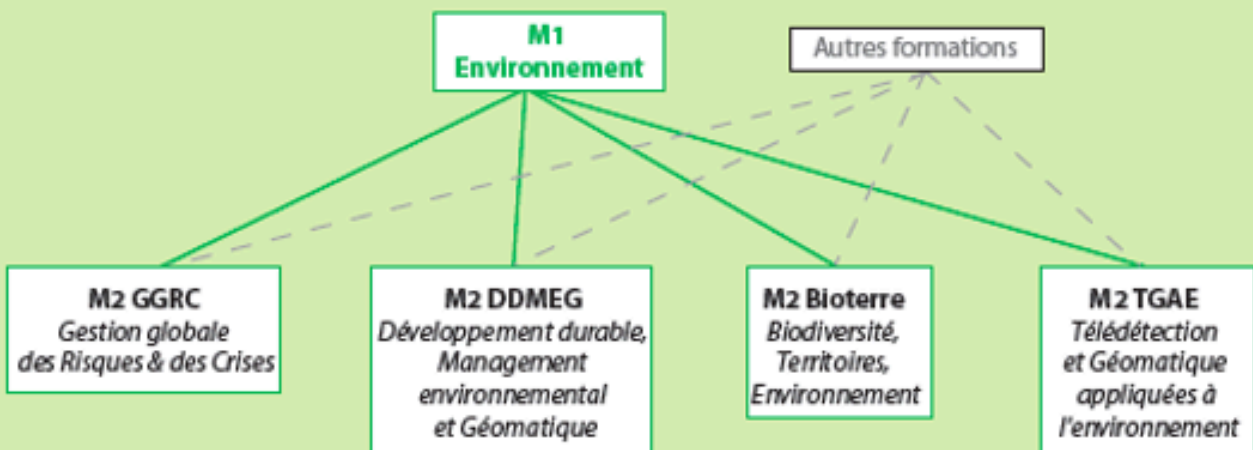 M1
Environnement
Autres formations
M2 GGRC
Gestion globale
des Risques & des Crises
M2 DDMEG
Développement durable,
Management
environnemental
et Géomatique
M2 Bioterre
Biodiversité,
Territoires,
Environnement
M2 TGAE
Télédétection
et Géomatique
appliquées à
l'environnement